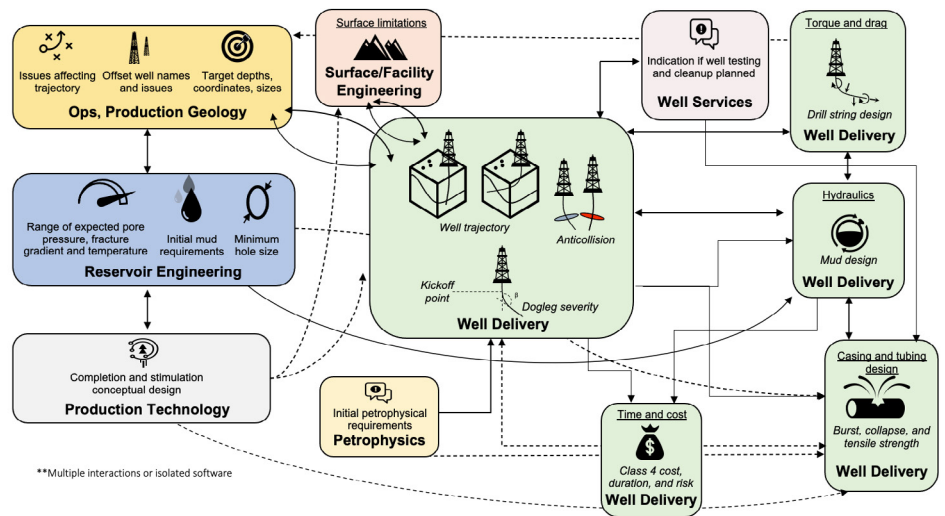 Issues affecting
trajectory
Offset well names
and issues
Target depths,
coordinates, sizes
Ops, Production Geology
Surface limitations
Surface/Facility
Engineering
Indication if well testing
and cleanup planned
Well Services
Torque and drag
Drill string design
Well Delivery
Range of expected pore
pressure, fracture
gradient and temperature
Initial mud
requirements
Minimum
hole size
Reservoir Engineering
Well trajectory
Anticollision
Kickoff
point
β
Dogleg severity
Well Delivery
Hydraulics
Mud design
Well Delivery
Completion and stimulation
conceptual design
Production Technology
Initial petrophysical
requirements
Petrophysics
Time and cost
$
Class 4 cost,
duration, and risk
Well Delivery
Casing and tubing
design
Burst, collapse, and
tensile strength
Well Delivery
**Multiple interactions or isolated software